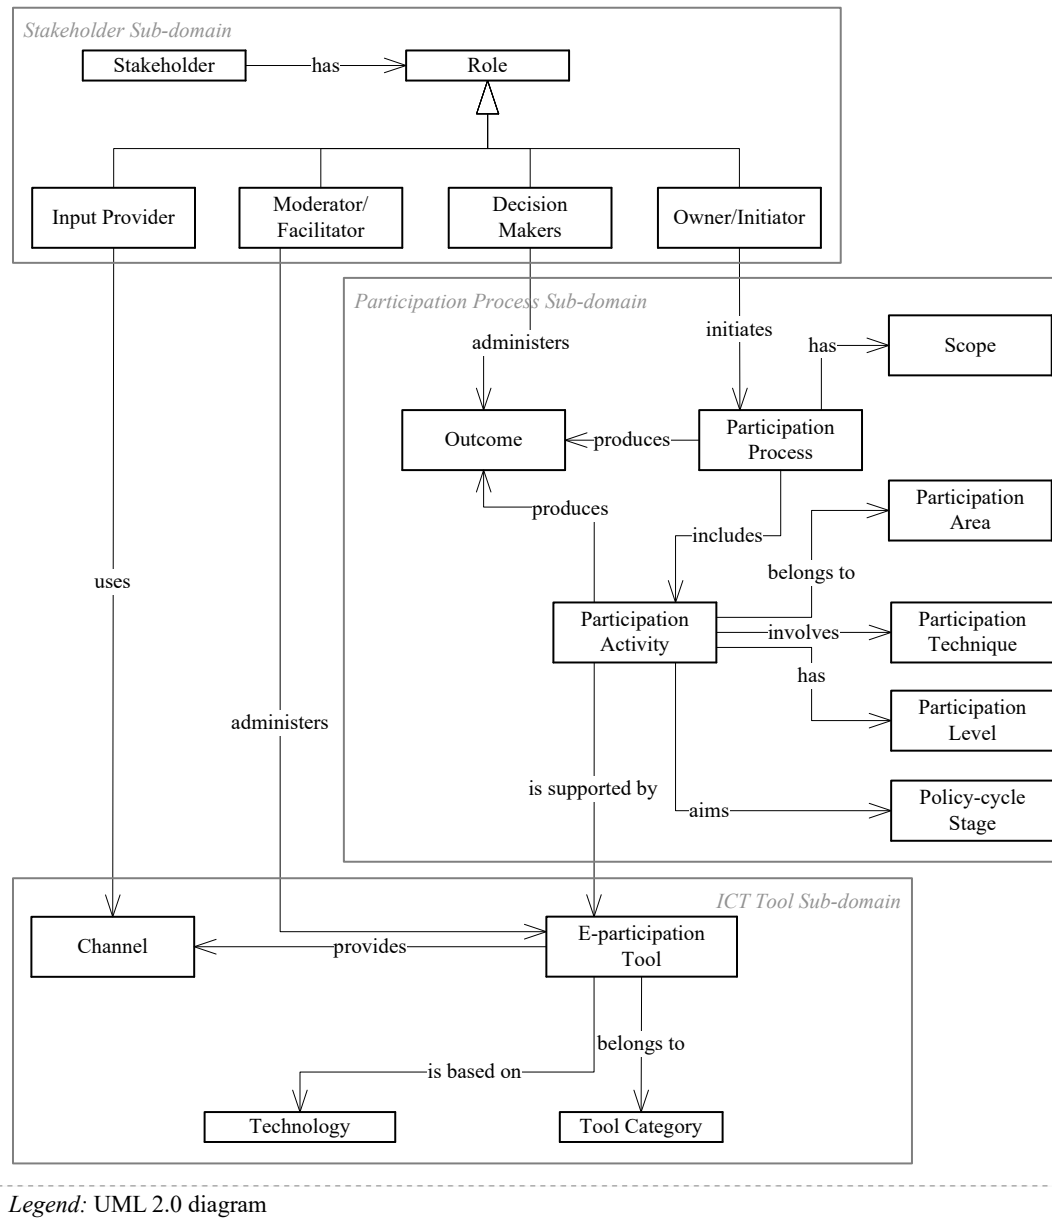 Stakeholder Sub-domain
Stakeholder
has
Role
Input Provider
Moderator/
Facilitator
Decision
Makers
Owner/Initiator
Participation Process Sub-domain
administers
initiates
has
Scope
Outcome
produces
Participation
Process
produces
includes
Participation
Area
belongs to
uses
Participation
Activity
involves
Participation
Technique
has
Participation
Level
administers
is supported by
aims
Policy-cycle
Stage
ICT Tool Sub-domain
Channel
provides
E-participation
Tool
belongs to
is based on
Technology
Tool Category
Legend: UML 2.0 diagram